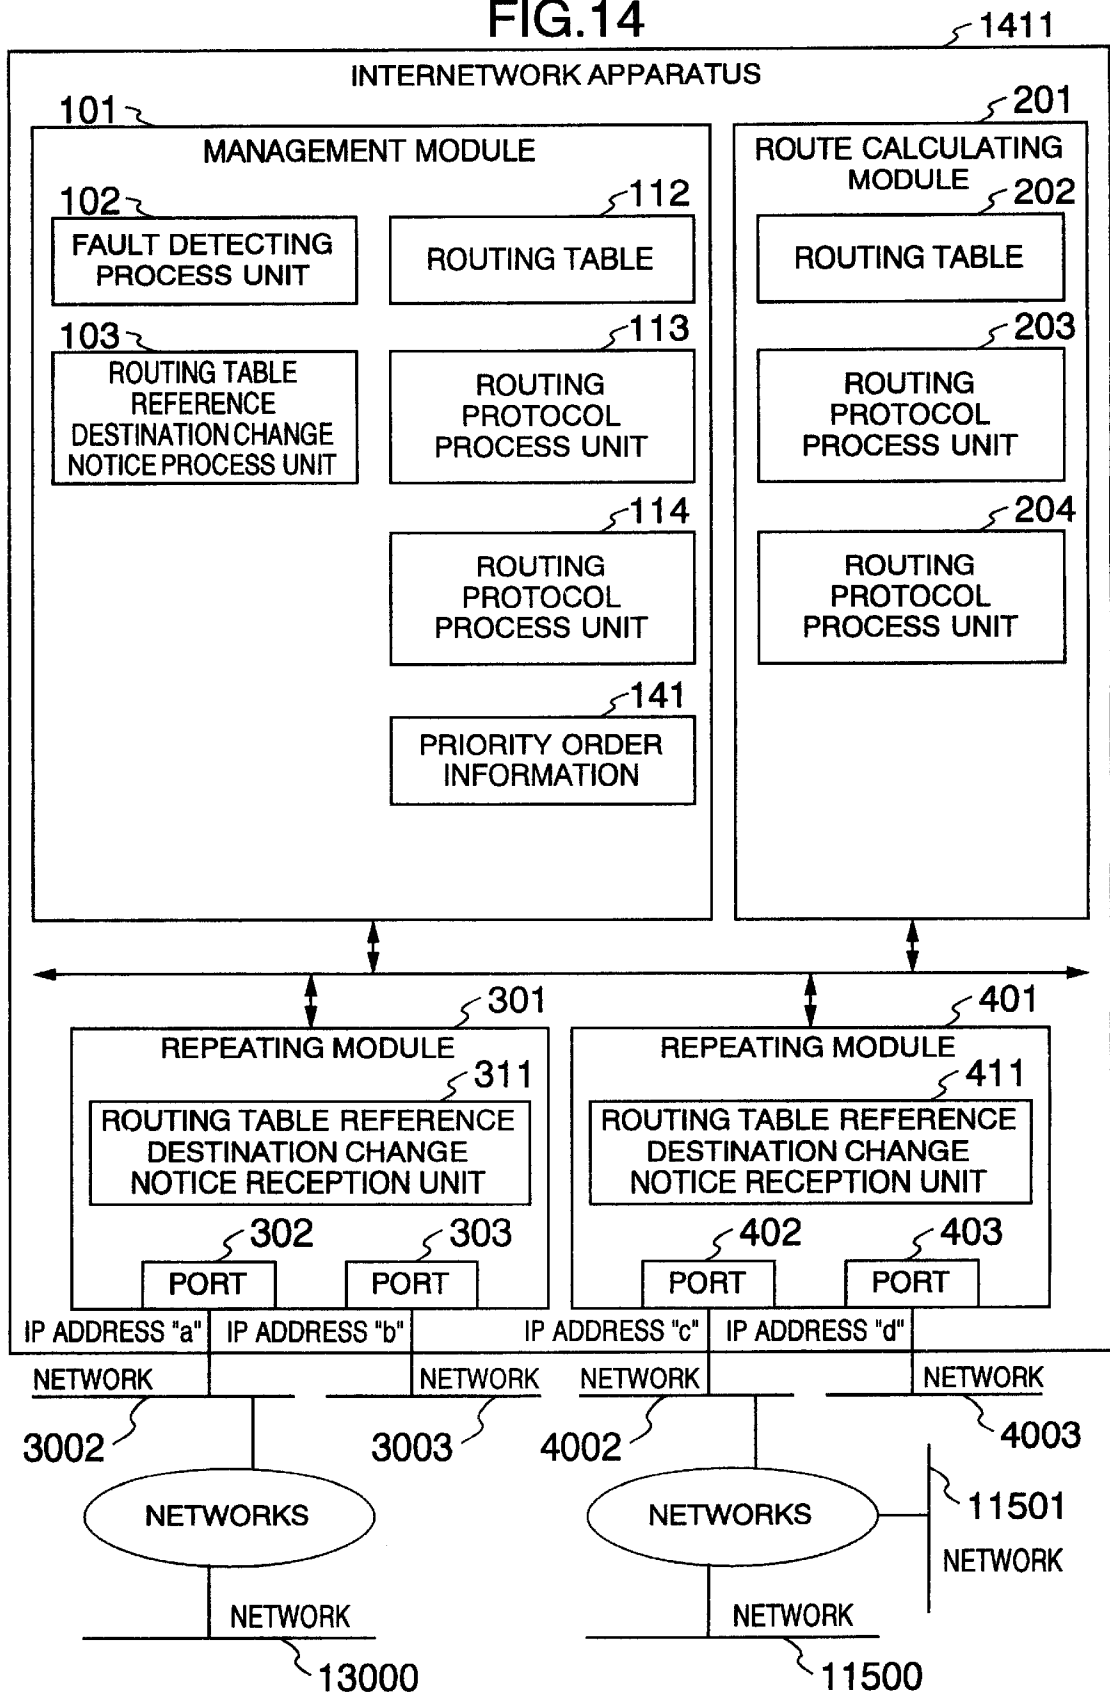 FIG.14
1411
INTERNETWORK APPARATUS
101
MANAGEMENT MODULE
102
FAULT DETECTING
PROCESS UNIT
112
ROUTING TABLE
103
ROUTING TABLE
REFERENCE
DESTINATION CHANGE
NOTICE PROCESS UNIT
113
ROUTING
PROTOCOL
PROCESS UNIT
114
ROUTING
PROTOCOL
PROCESS UNIT
141
PRIORITY ORDER
INFORMATION
201
ROUTE CALCULATING
MODULE
202
ROUTING TABLE
203
ROUTING
PROTOCOL
PROCESS UNIT
204
ROUTING
PROTOCOL
PROCESS UNIT
301
REPEATING MODULE
311
ROUTING TABLE REFERENCE
DESTINATION CHANGE
NOTICE RECEPTION UNIT
302
PORT
303
PORT
401
REPEATING MODULE
411
ROUTING TABLE REFERENCE
DESTINATION CHANGE
NOTICE RECEPTION UNIT
402
PORT
403
PORT
IP ADDRESS "a"
IP ADDRESS "b"
IP ADDRESS "c"
IP ADDRESS "d"
NETWORK
NETWORK
NETWORK
NETWORK
3002
3003
4002
4003
NETWORKS
NETWORKS
11501
NETWORK
NETWORK
13000
NETWORK
11500